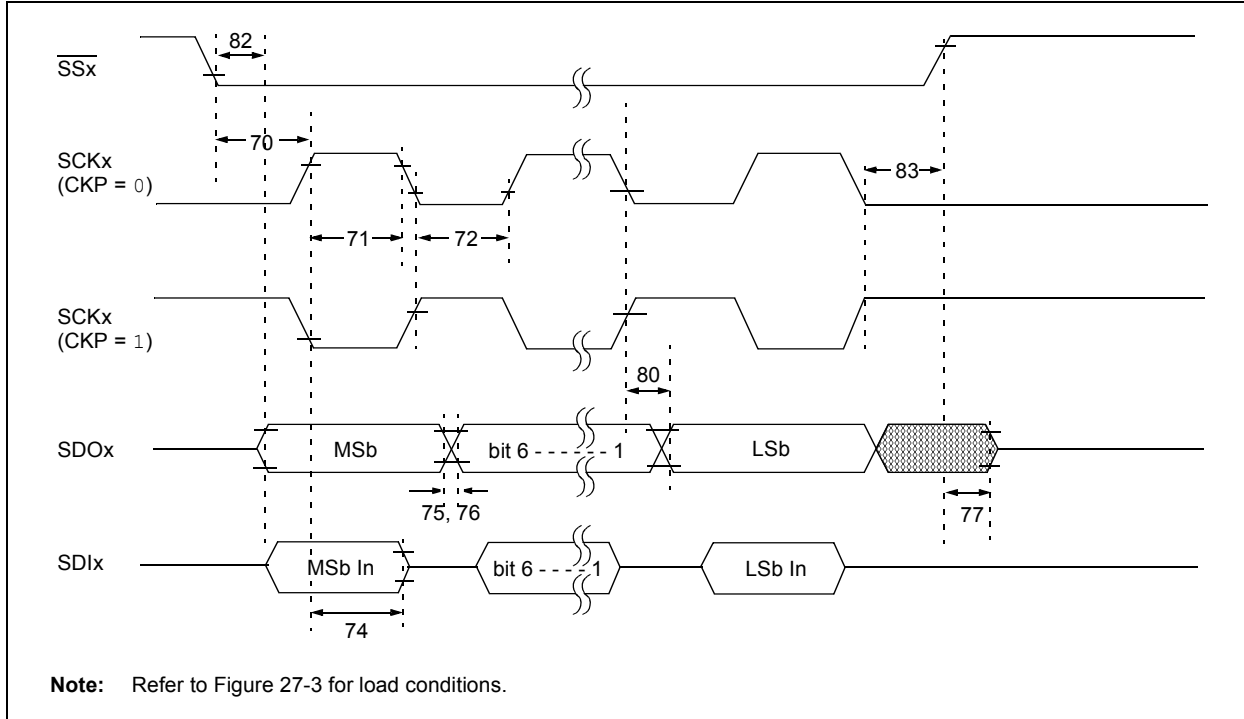 82
SSx
70
SCKx
(CKP = 0)
83
71
72
SCKx
(CKP = 1)
80
SDOx
MSb
bit 6 - - - - - - 1
LSb
75, 76
77
SDIx
MSb In
bit 6 - - - - 1
LSb In
74
Note: Refer to Figure 27-3 for load conditions.